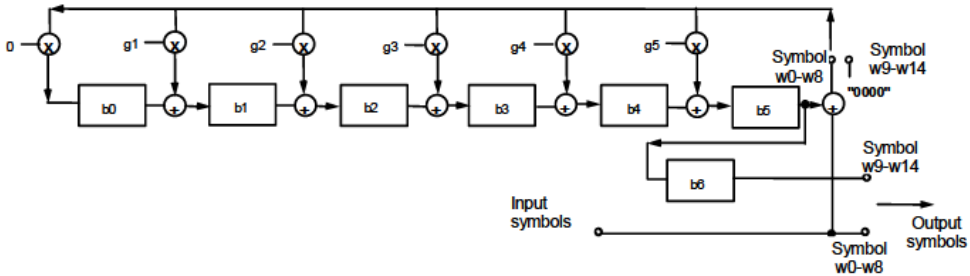 0
X
g1
X
g2
X
g3
X
g4
X
g5
X
Symbol
w0-w8
Symbol
w9-w14
"0000"
b0
+
b1
+
b2
+
b3
+
b4
+
b5
+
b6
Symbol
w9-w14
Input
symbols
Output
symbols
Symbol
w0-w8